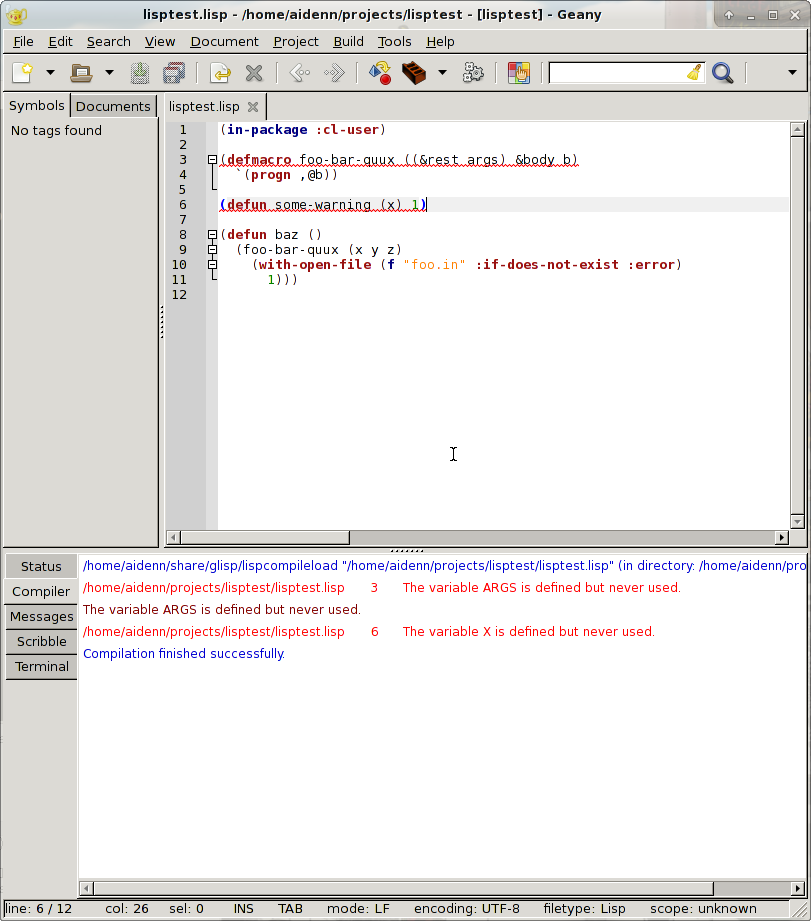 lisptest.lisp - /home/aidenn/projects/lisptest - [lisptest] - Geany
File Edit Search View Document Project Build Tools Help
Symbols Documents lisptest.lisp
No tags found
1 (in-package :cl-user)
2
3 (defmacro foo-bar-quux ((&rest args) &body b)
4 `(progn ,@b))
5
6 (defun some-warning (x) 1)
7
8 (defun baz ()
9 (foo-bar-quux (x y z)
10 (with-open-file (f "foo.in" :if-does-not-exist :error)
11 1)))
12
Status
Compiler
Messages
Scribble
Terminal
/home/aidenn/share/glisp/lispcompileload "/home/aidenn/projects/lisptest/lisptest.lisp" (in directory: /home/aidenn/pro
/home/aidenn/projects/lisptest/lisptest.lisp 3 The variable ARGS is defined but never used.
The variable ARGS is defined but never used.
/home/aidenn/projects/lisptest/lisptest.lisp 6 The variable X is defined but never used.
Compilation finished successfully.
line: 6 / 12 col: 26 sel: 0 INS TAB mode: LF encoding: UTF-8 filetype: Lisp scope: unknown